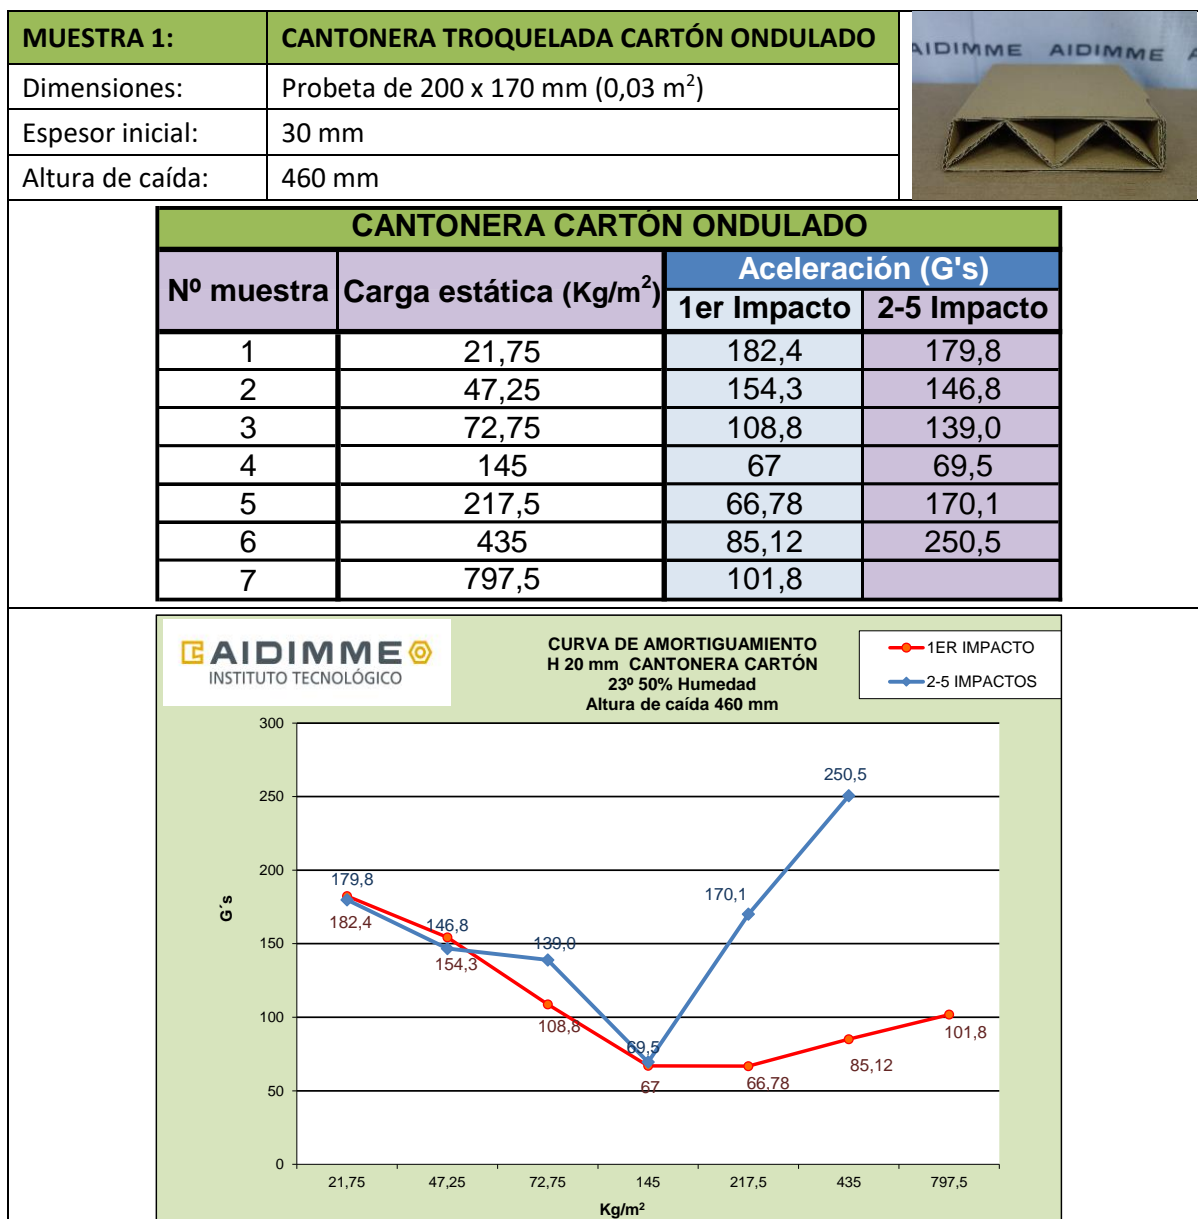 MUESTRA 1: CANTONERA TROQUELADA CARTÓN ONDULADO
AIDIMME AIDIMME
Dimensiones: Probeta de 200 x 170 mm (0,03 m²)
Espesor inicial: 30 mm
Altura de caída: 460 mm
CANTONERA CARTÓN ONDULADO
Nº muestra Carga estática (Kg/m²) Aceleración (G's)
1er Impacto 2-5 Impacto
1 21,75 182,4 179,8
2 47,25 154,3 146,8
3 72,75 108,8 139,0
4 145 67 69,5
5 217,5 66,78 170,1
6 435 85,12 250,5
7 797,5 101,8
AIDIMME
INSTITUTO TECNOLÓGICO
CURVA DE AMORTIGUAMIENTO
H 20 mm CANTONERA CARTÓN
23º 50% Humedad
Altura de caída 460 mm
1ER IMPACTO
2-5 IMPACTOS
G´s
300
250
200
150
100
50
0
179,8
146,8
139,0
69,5
170,1
250,5
182,4
154,3
108,8
67
66,78
85,12
101,8
21,75 47,25 72,75 145 217,5 435 797,5
Kg/m²